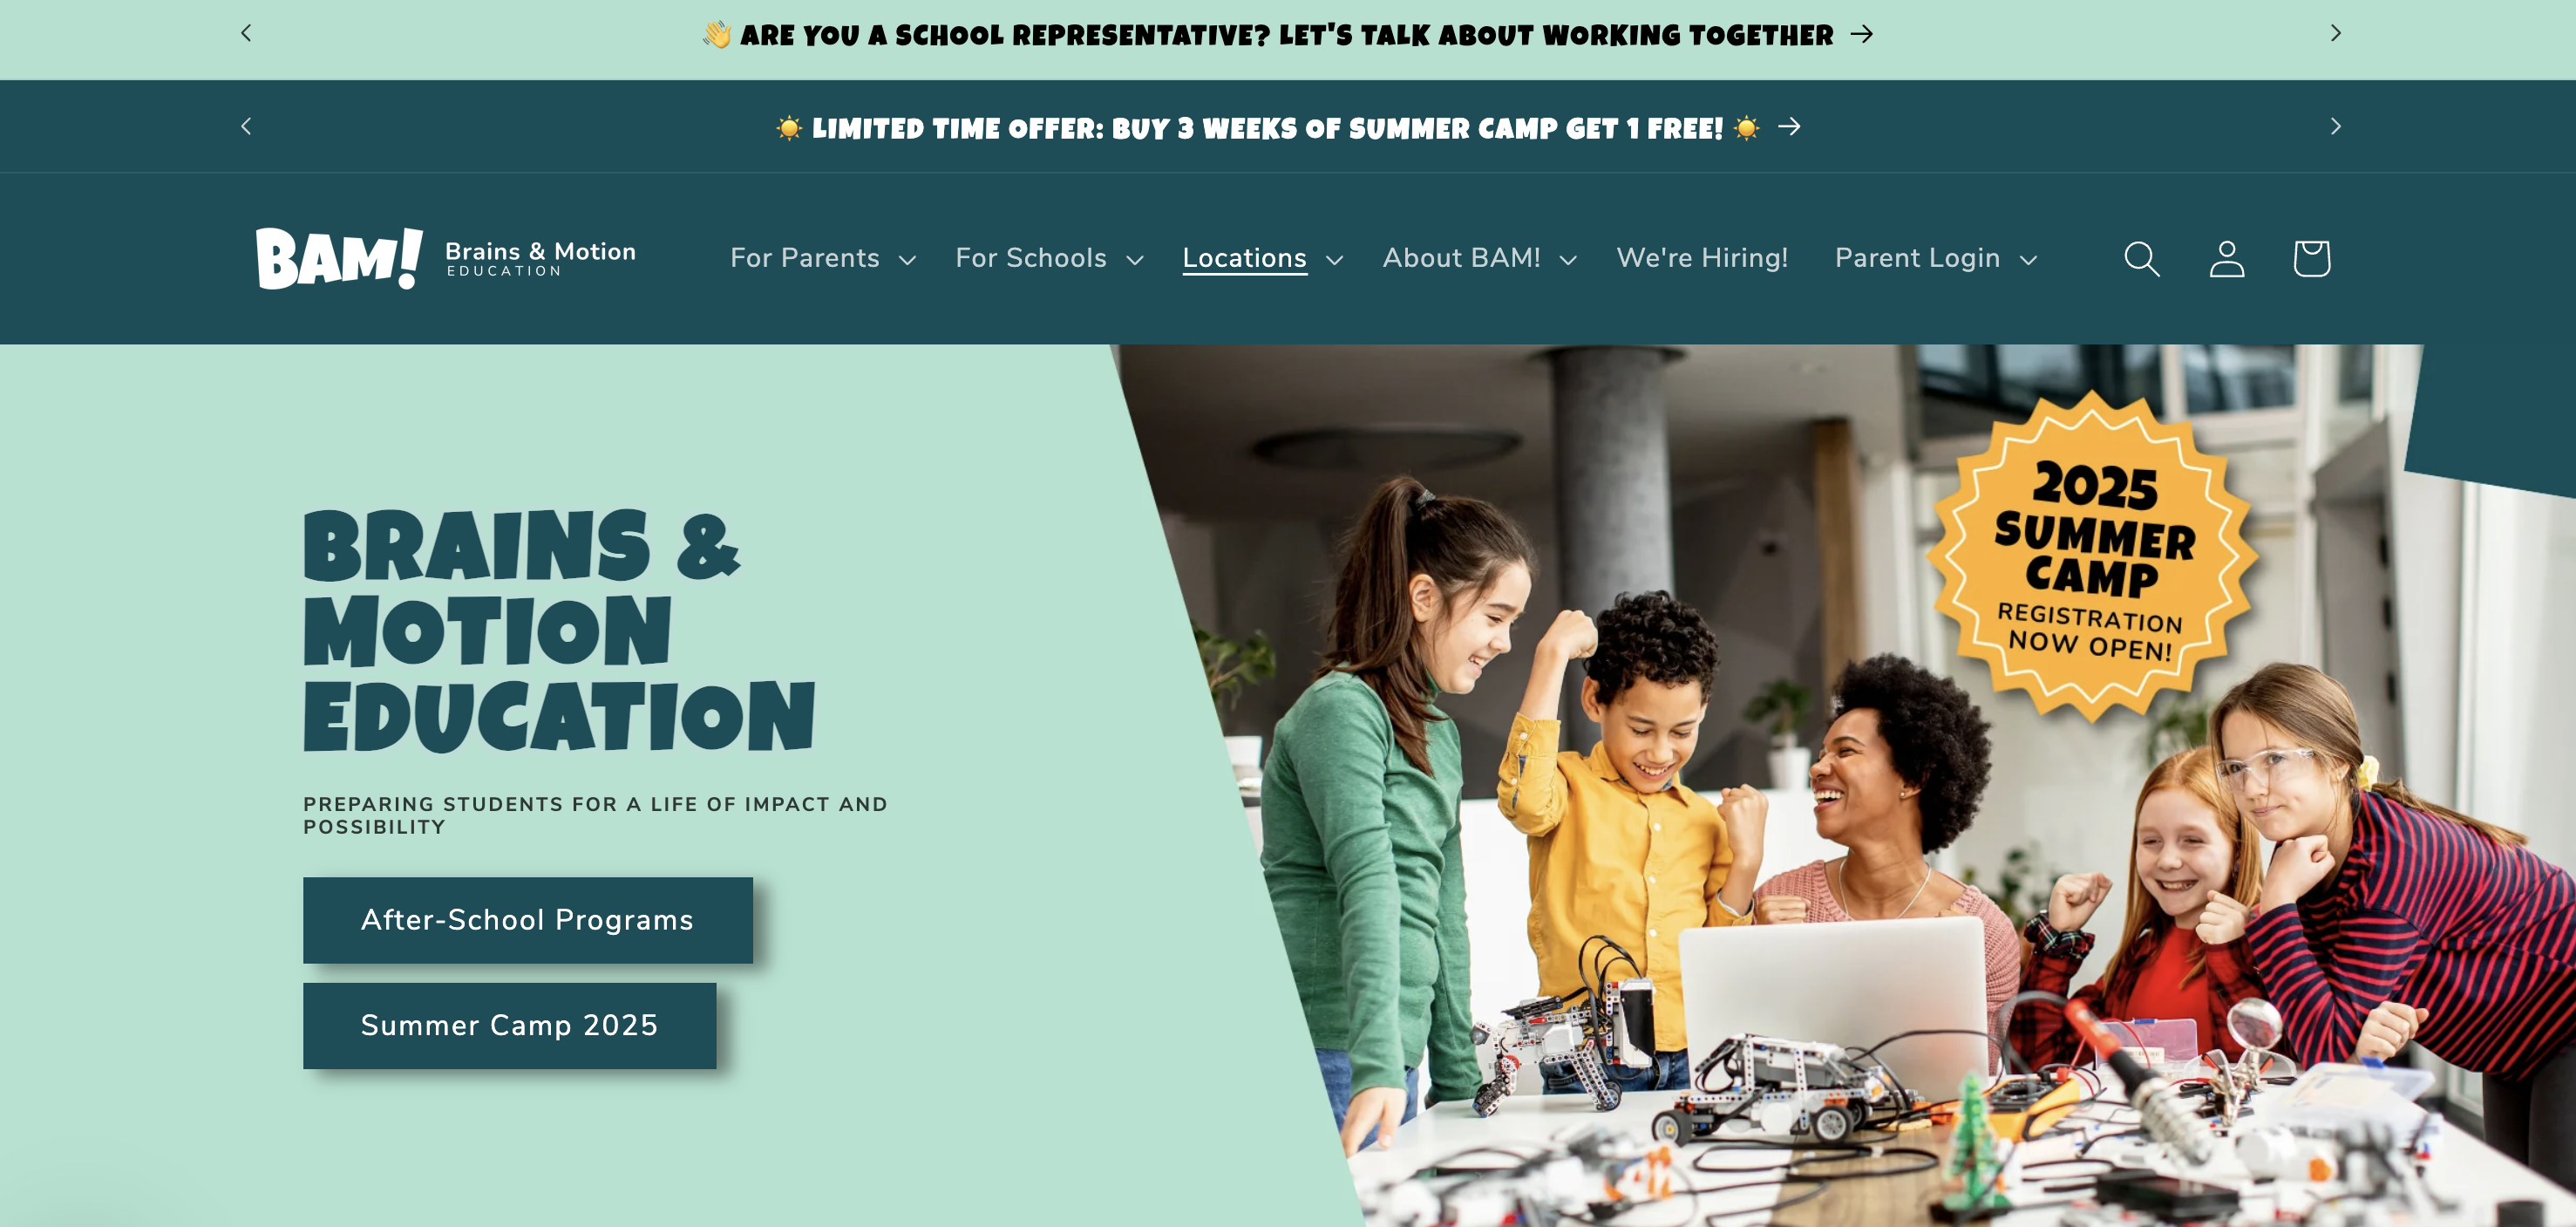 👋 ARE YOU A SCHOOL REPRESENTATIVE? LET'S TALK ABOUT WORKING TOGETHER →
☀️ LIMITED TIME OFFER: BUY 3 WEEKS OF SUMMER CAMP GET 1 FREE! ☀️ →
BAM! Brains & Motion
EDUCATION
For Parents For Schools Locations About BAM! We're Hiring! Parent Login
BRAINS &
MOTION
EDUCATION
PREPARING STUDENTS FOR A LIFE OF IMPACT AND
POSSIBILITY
After-School Programs
Summer Camp 2025
2025
SUMMER
CAMP
REGISTRATION
NOW OPEN!